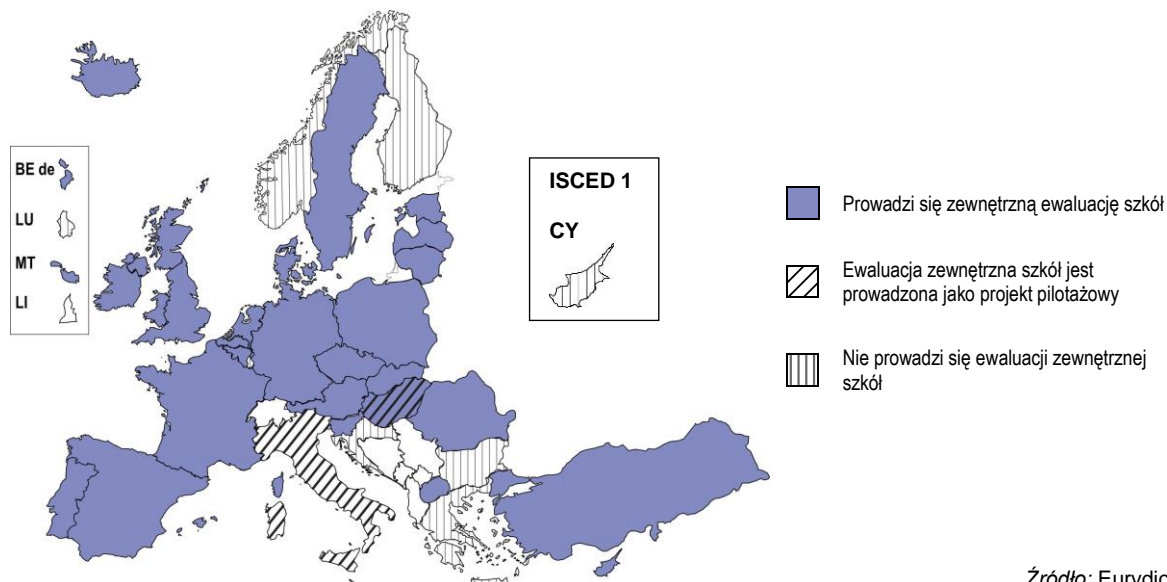 BE de
LU
MT
LI
ISCED 1
CY
Prowadzi się zewnętrzną ewaluację szkół
Ewaluacja zewnętrzna szkół jest
prowadzona jako projekt pilotażowy
Nie prowadzi się ewaluacji zewnętrznej
szkół
Źródło: